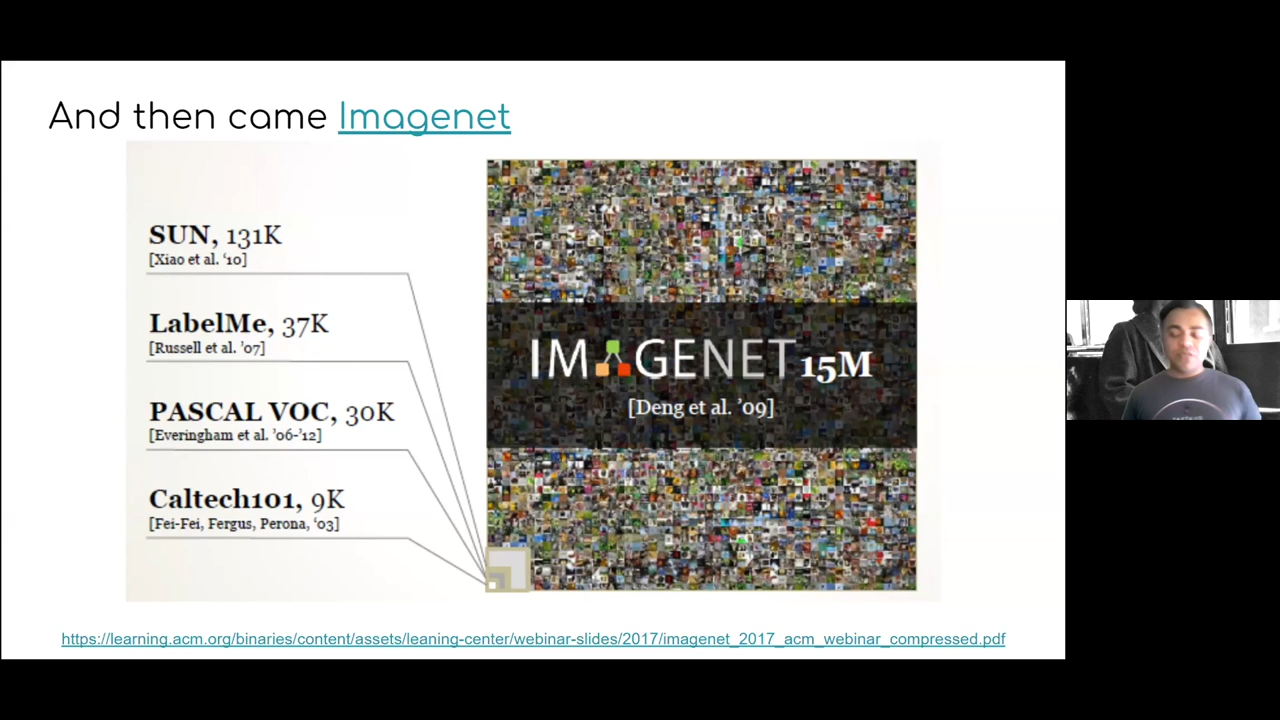 And then came Imagenet
SUN, 131K
[Xiao et al. ‘10]
LabelMe, 37K
[Russell et al. ’07]
PASCAL VOC, 30K
[Everingham et al. ’06-’12]
Caltech101, 9K
[Fei-Fei, Fergus, Perona, ‘03]
IMAGENET 15M
[Deng et al. ’09]
https://learning.acm.org/binaries/content/assets/leaning-center/webinar-slides/2017/imagenet_2017_acm_webinar_compressed.pdf